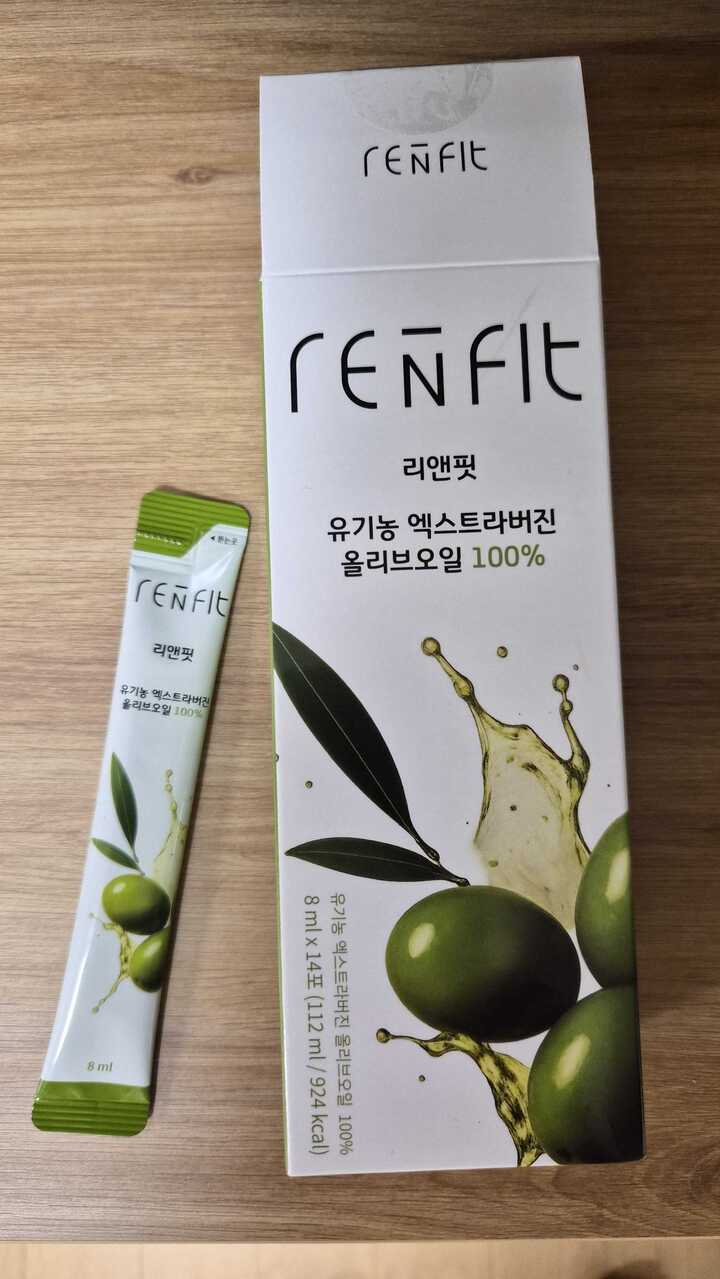 RENFIT
RENFIT
리앤핏
유기농 엑스트라버진
올리브오일 100%
유기농 엑스트라버진 올리브오일 100%
8 ml x 14포 (112 ml / 924 kcal)
◀ 뜯는곳
RENFIT
리앤핏
유기농 엑스트라버진
올리브오일 100%
8 ml